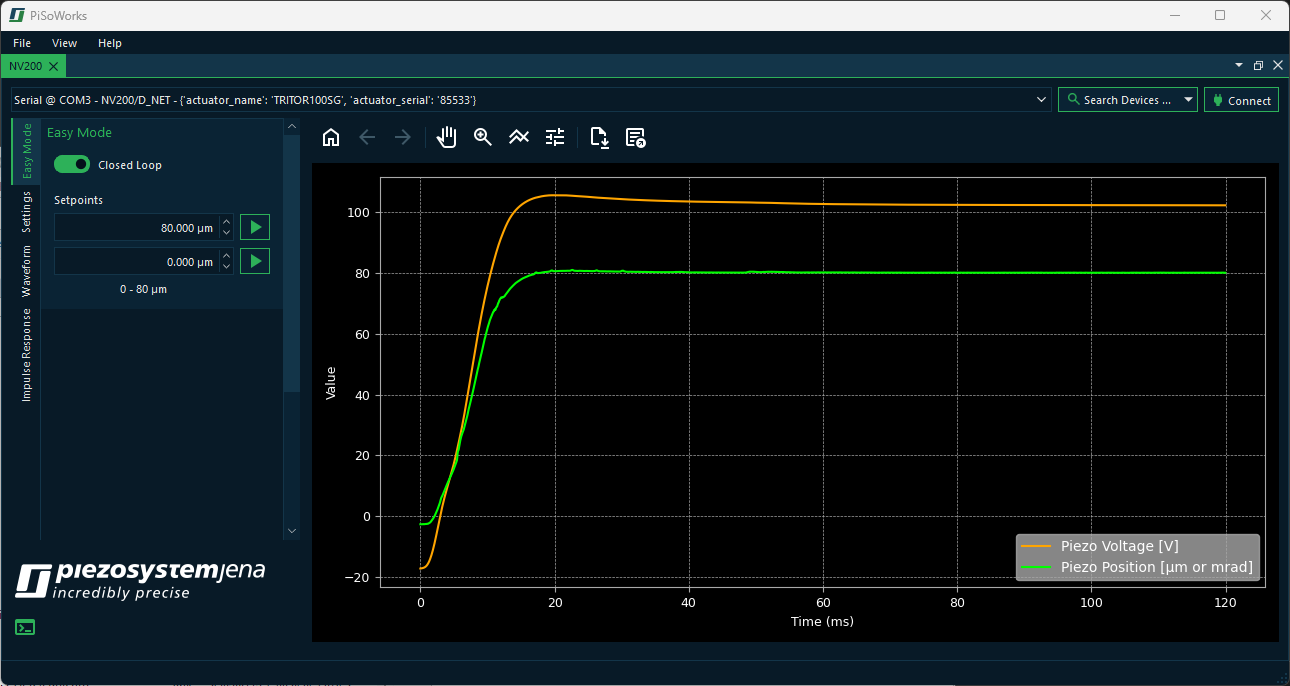 PiSoWorks
File View Help
NV200
Serial @ COM3 - NV200/D_NET - {'actuator_name': 'TRITOR100SG', 'actuator_serial': '85533'}
Search Devices ...
Connect
Easy Mode
Settings
Waveform
Impulse Response
Easy Mode
Closed Loop
Setpoints
80.000 µm
0.000 µm
0 - 80 µm
piezosystemjena
incredibly precise
Value
100
80
60
40
20
0
−20
0 20 40 60 80 100 120
Time (ms)
Piezo Voltage [V]
Piezo Position [µm or mrad]